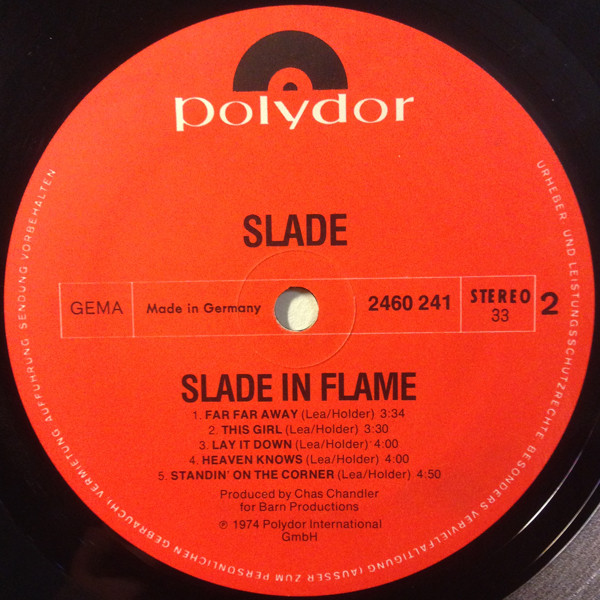 polydor
SLADE
GEMA
Made in Germany
2460 241
STEREO
33
2
SLADE IN FLAME
1. FAR FAR AWAY (Lea/Holder) 3:34
2. THIS GIRL (Lea/Holder) 3:30
3. LAY IT DOWN (Lea/Holder) 4:00
4. HEAVEN KNOWS (Lea/Holder) 4:00
5. STANDIN' ON THE CORNER (Lea/Holder) 4:50
Produced by Chas Chandler
for Barn Productions
℗ 1974 Polydor International
GmbH
URHEBER- UND LEISTUNGSSCHUTZRECHTE BESONDERS VERVIELFÄLTIGUNG (AUSSER ZUM PERSÖNLICHEN GEBRAUCH) VERMIETUNG AUFFÜHRUNG SENDUNG VORBEHALTEN